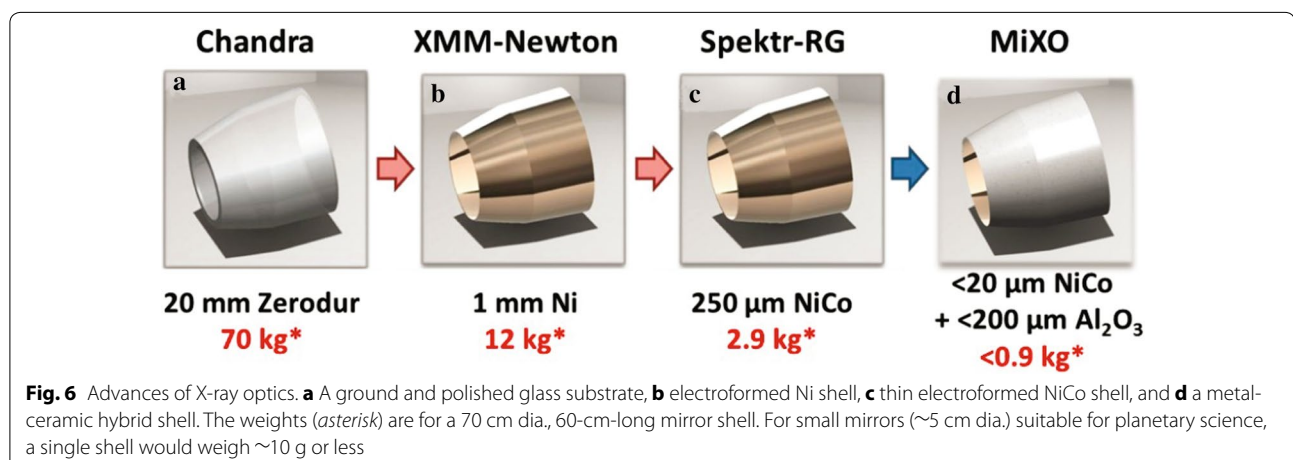 Chandra XMM-Newton Spektr-RG MiXO
a b c d
20 mm Zerodur 1 mm Ni 250 µm NiCo <20 µm NiCo
+ <200 µm Al₂O₃
70 kg* 12 kg* 2.9 kg* <0.9 kg*
Fig. 6 Advances of X-ray optics. a A ground and polished glass substrate, b electroformed Ni shell, c thin electroformed NiCo shell, and d a metal-
ceramic hybrid shell. The weights (asterisk) are for a 70 cm dia., 60-cm-long mirror shell. For small mirrors (~5 cm dia.) suitable for planetary science,
a single shell would weigh ~10 g or less